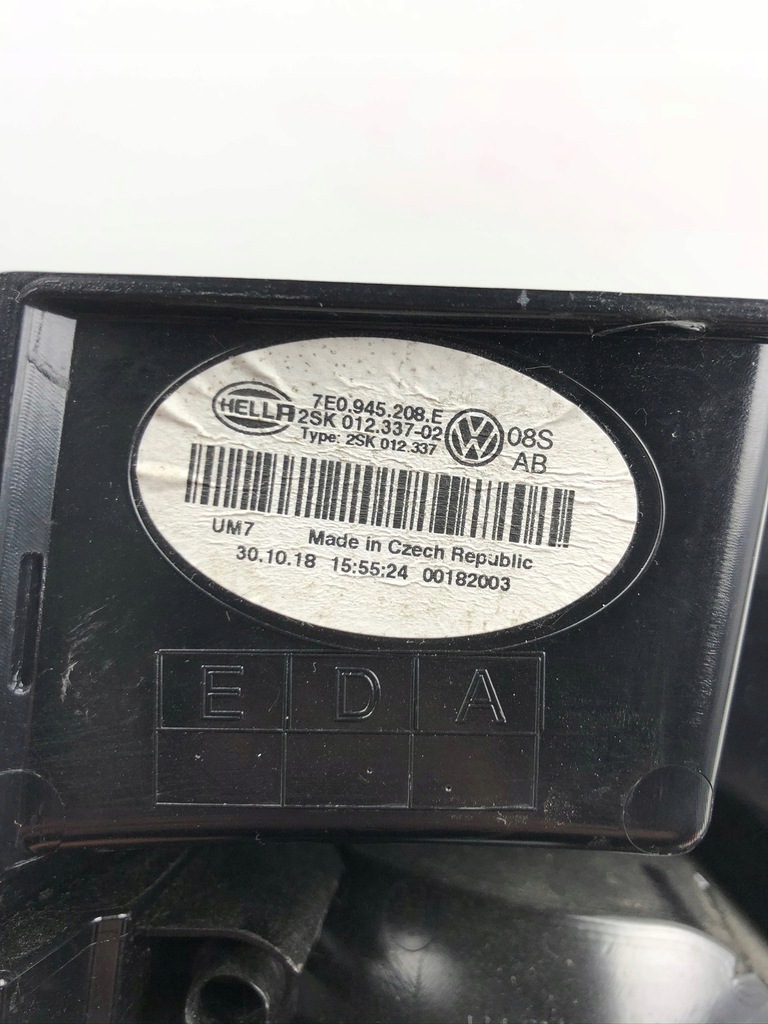 HELLA
7E0.945.208.E
2SK 012.337-02
Type: 2SK 012.337
VW
08S
AB
UM7 Made in Czech Republic
30.10.18 15:55:24 00182003
E D A